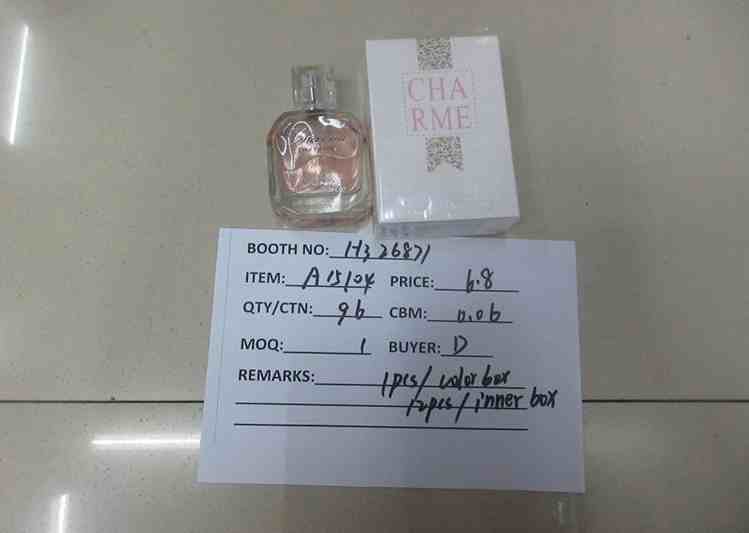 CHA
RME
BOOTH NO: H3 26871
ITEM: A15104 PRICE: 6.8
QTY/CTN: 96 CBM: 0.06
MOQ: 1 BUYER: D
REMARKS: 1pcs/color box
12pcs/inner box